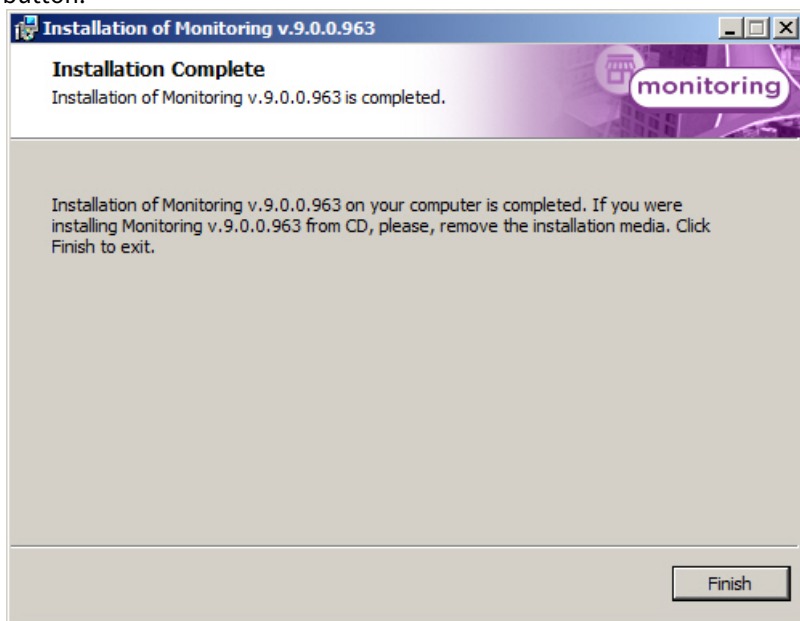 button.
Installation of Monitoring v.9.0.0.963
Installation Complete
Installation of Monitoring v.9.0.0.963 is completed.
monitoring
Installation of Monitoring v.9.0.0.963 on your computer is completed. If you were
installing Monitoring v.9.0.0.963 from CD, please, remove the installation media. Click
Finish to exit.
Finish